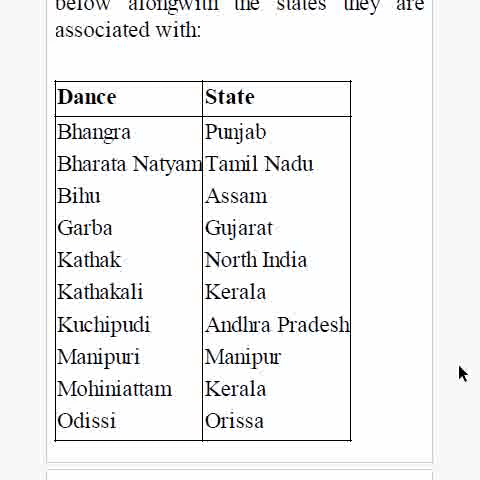 below alongwith the states they are
associated with:
Dance State
Bhangra Punjab
Bharata Natyam Tamil Nadu
Bihu Assam
Garba Gujarat
Kathak North India
Kathakali Kerala
Kuchipudi Andhra Pradesh
Manipuri Manipur
Mohiniattam Kerala
Odissi Orissa